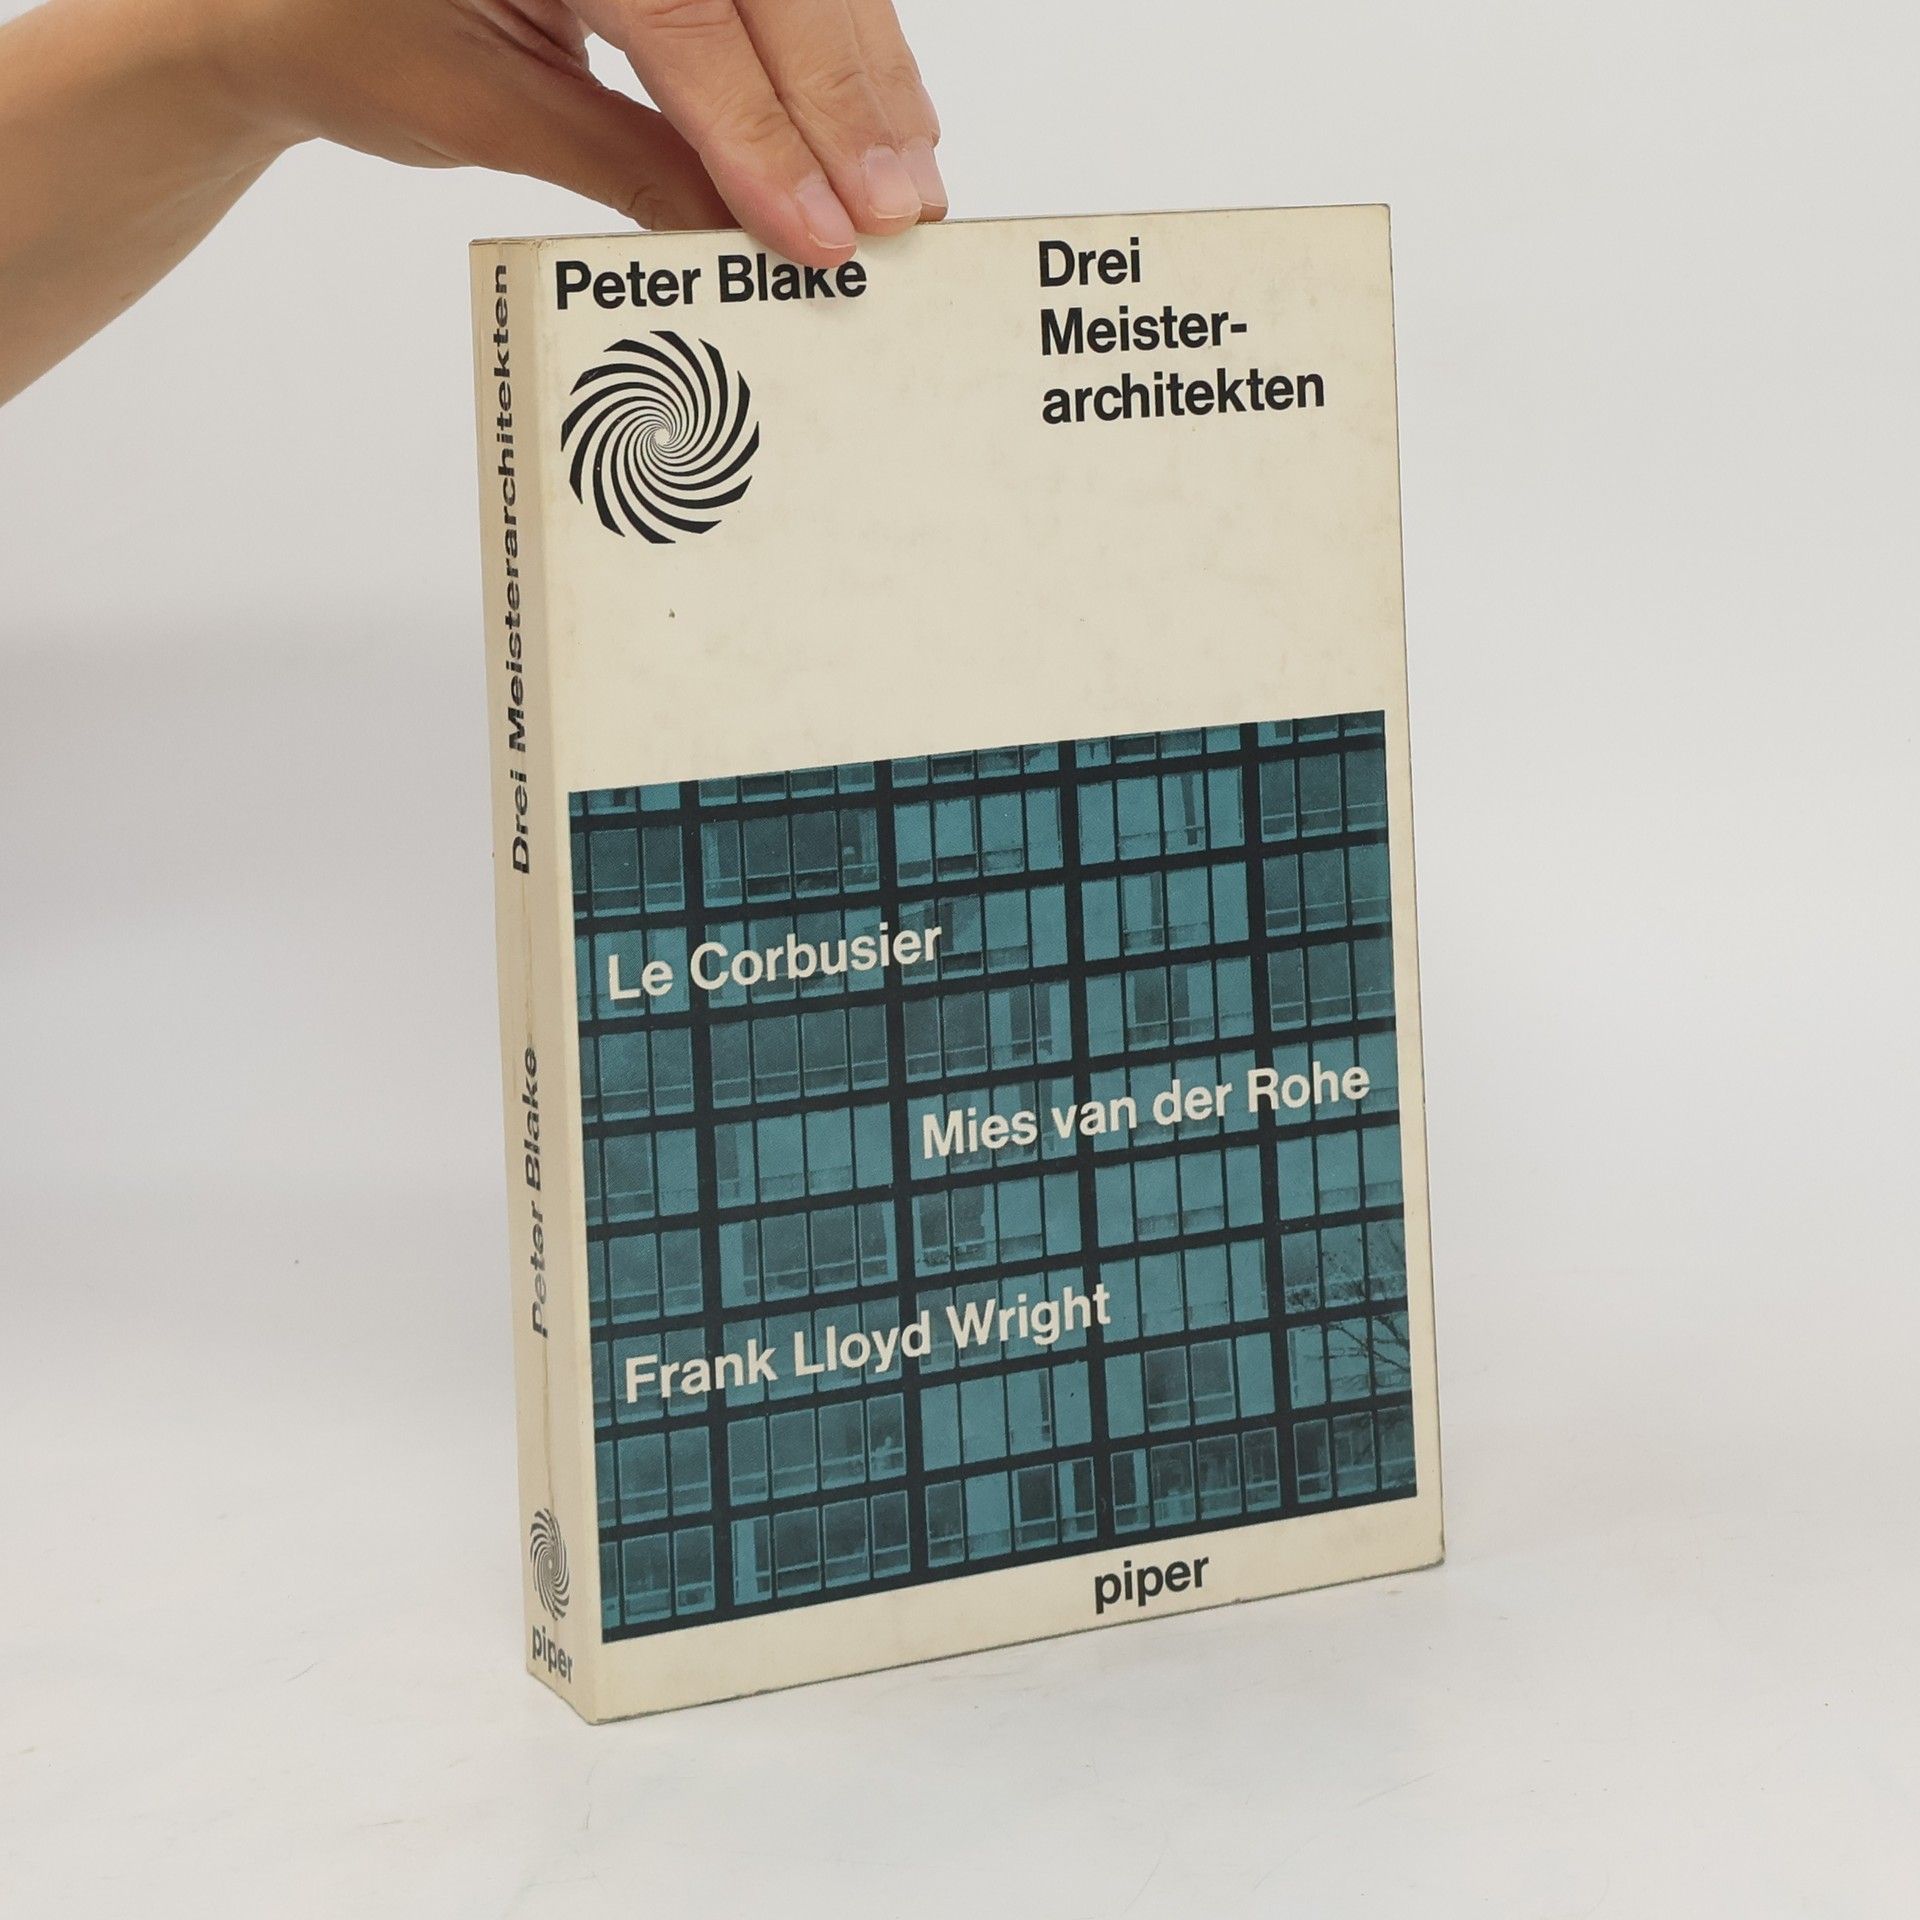 Peter Blake
Drei
Meister-
architekten
Le Corbusier
Mies van der Rohe
Frank Lloyd Wright
piper
Drei Meisterarchitekten
Peter Blake
piper